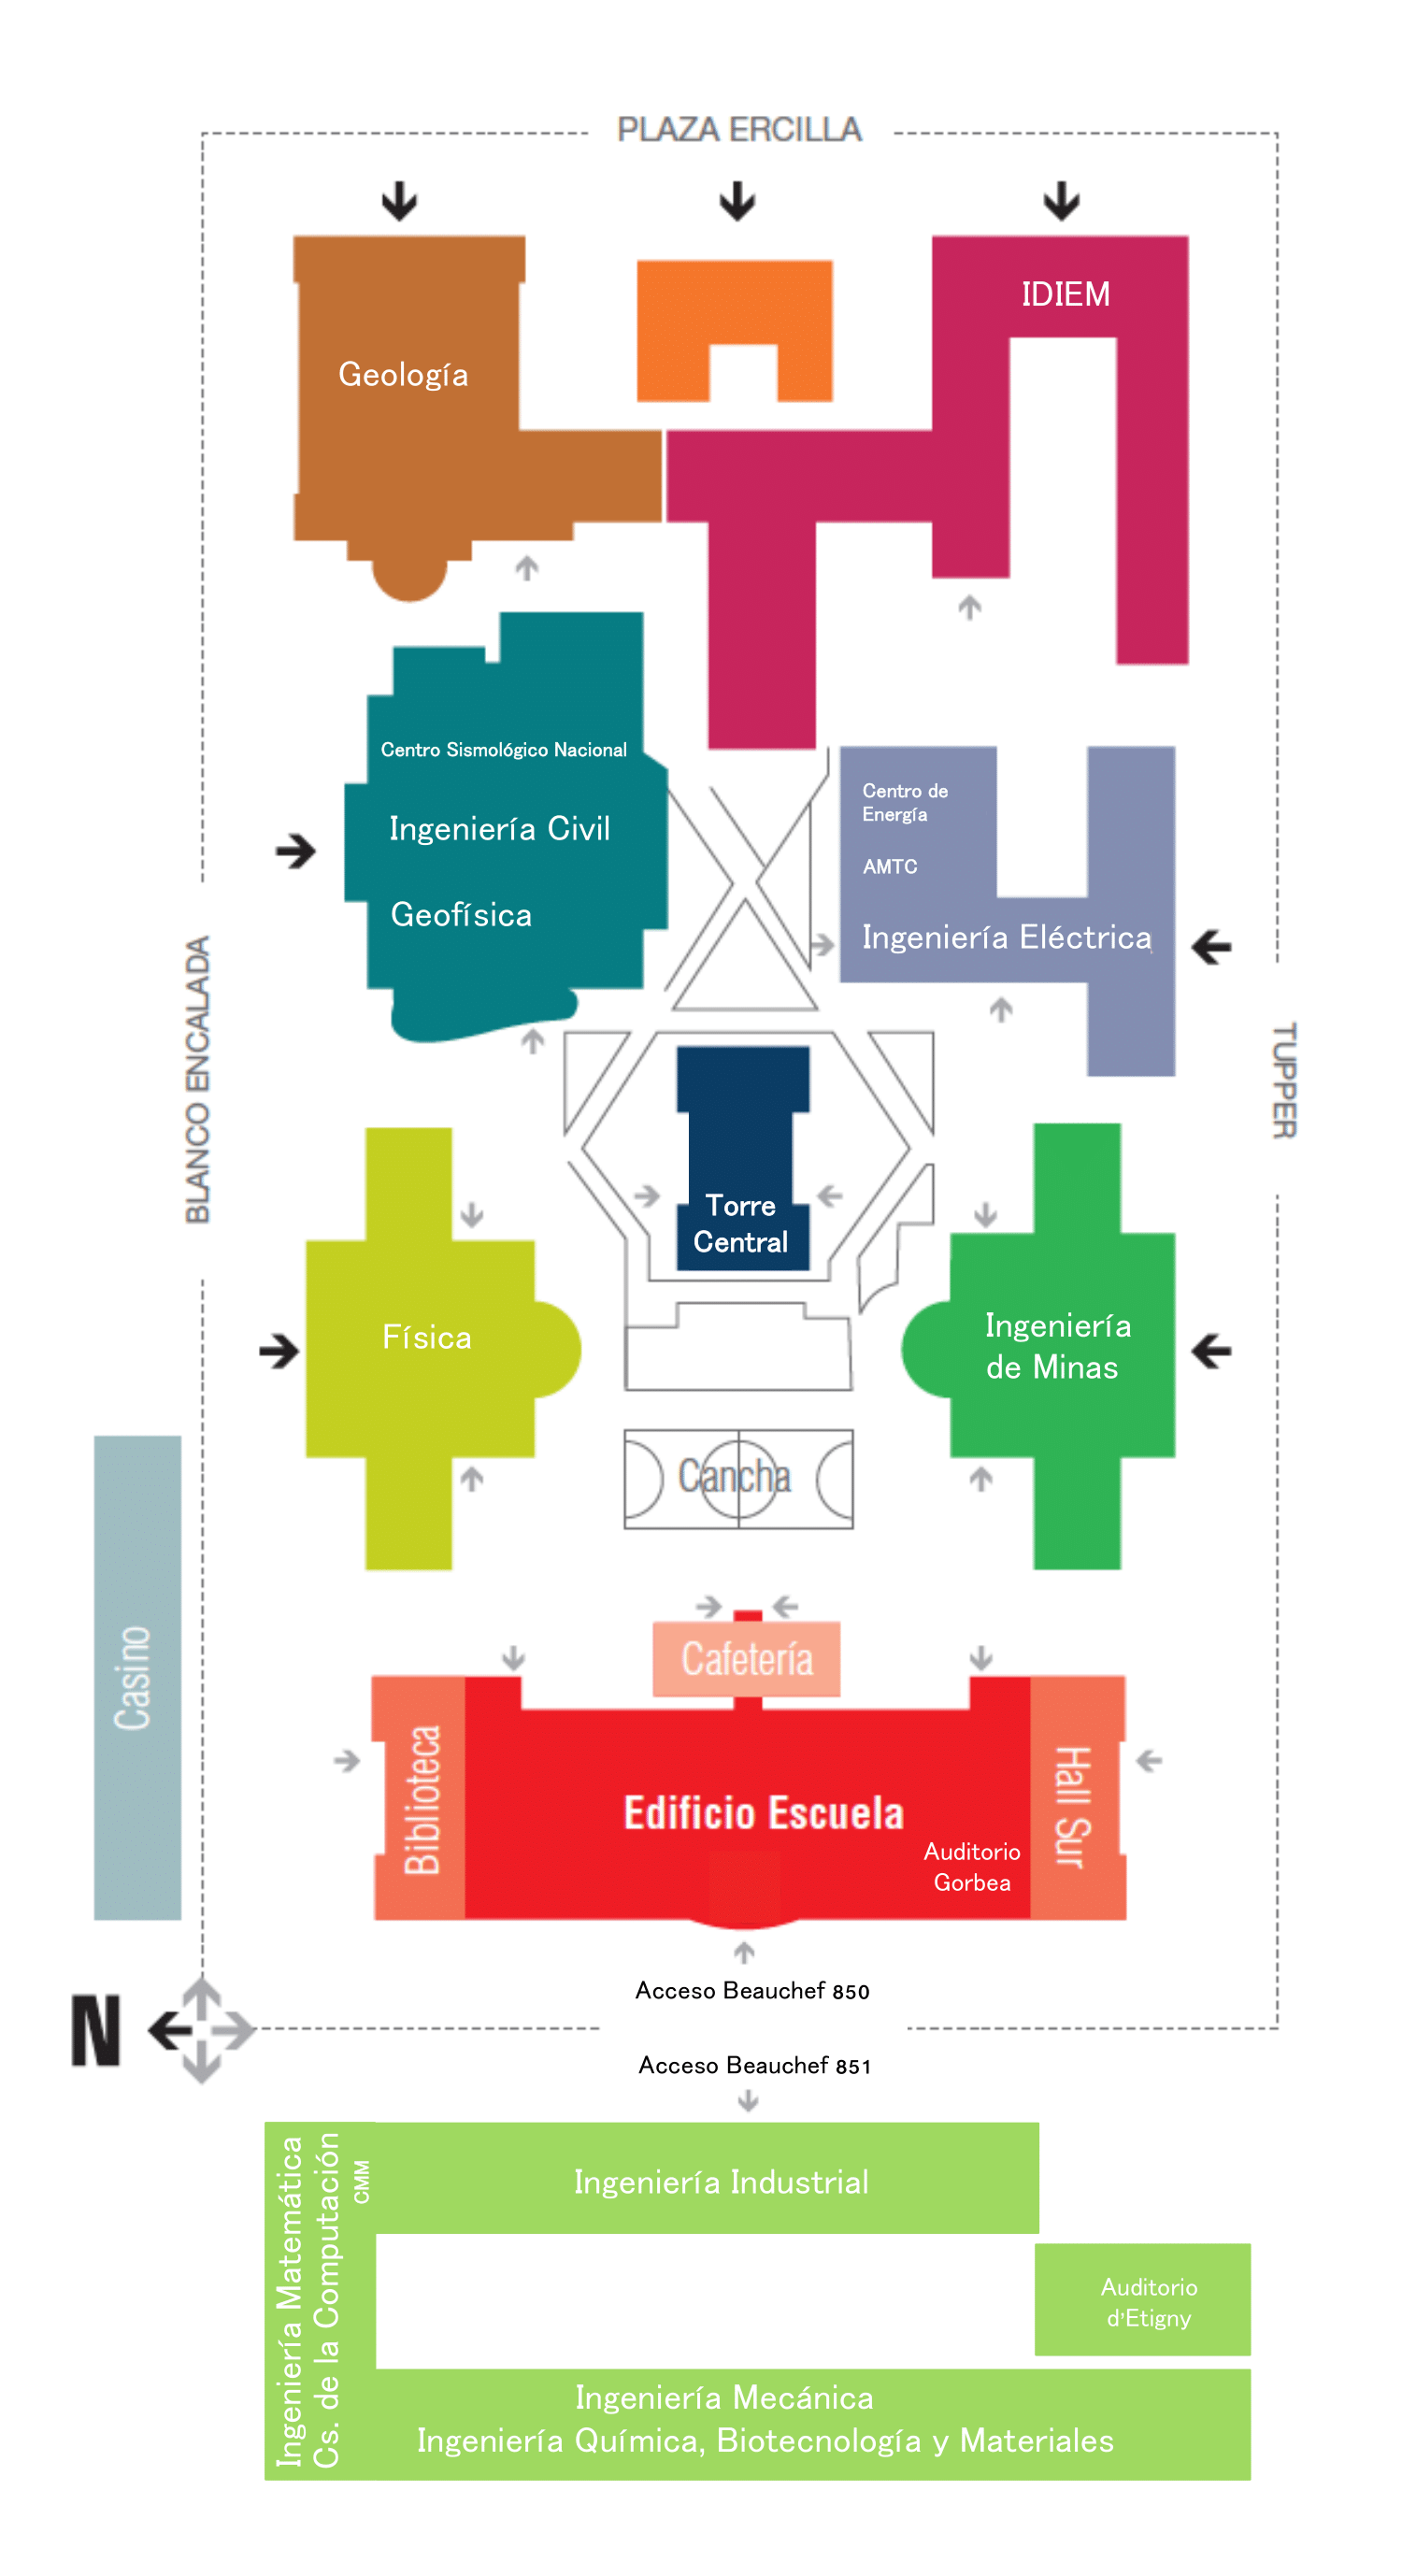 PLAZA ERCILLA
IDIEM
Geología
Centro Sismológico Nacional
Ingeniería Civil
Geofísica
Centro de
Energía
AMTC
Ingeniería Eléctrica
BLANCO ENCALADA
TUPPER
Torre
Central
Física
Ingeniería
de Minas
Cancha
Casino
Cafetería
Biblioteca
Edificio Escuela
Auditorio
Gorbea
Hall Sur
Acceso Beauchef 850
N
Acceso Beauchef 851
Ingeniería Matemática
Cs. de la Computación
CMM
Ingeniería Industrial
Auditorio
d'Etigny
Ingeniería Mecánica
Ingeniería Química, Biotecnología y Materiales